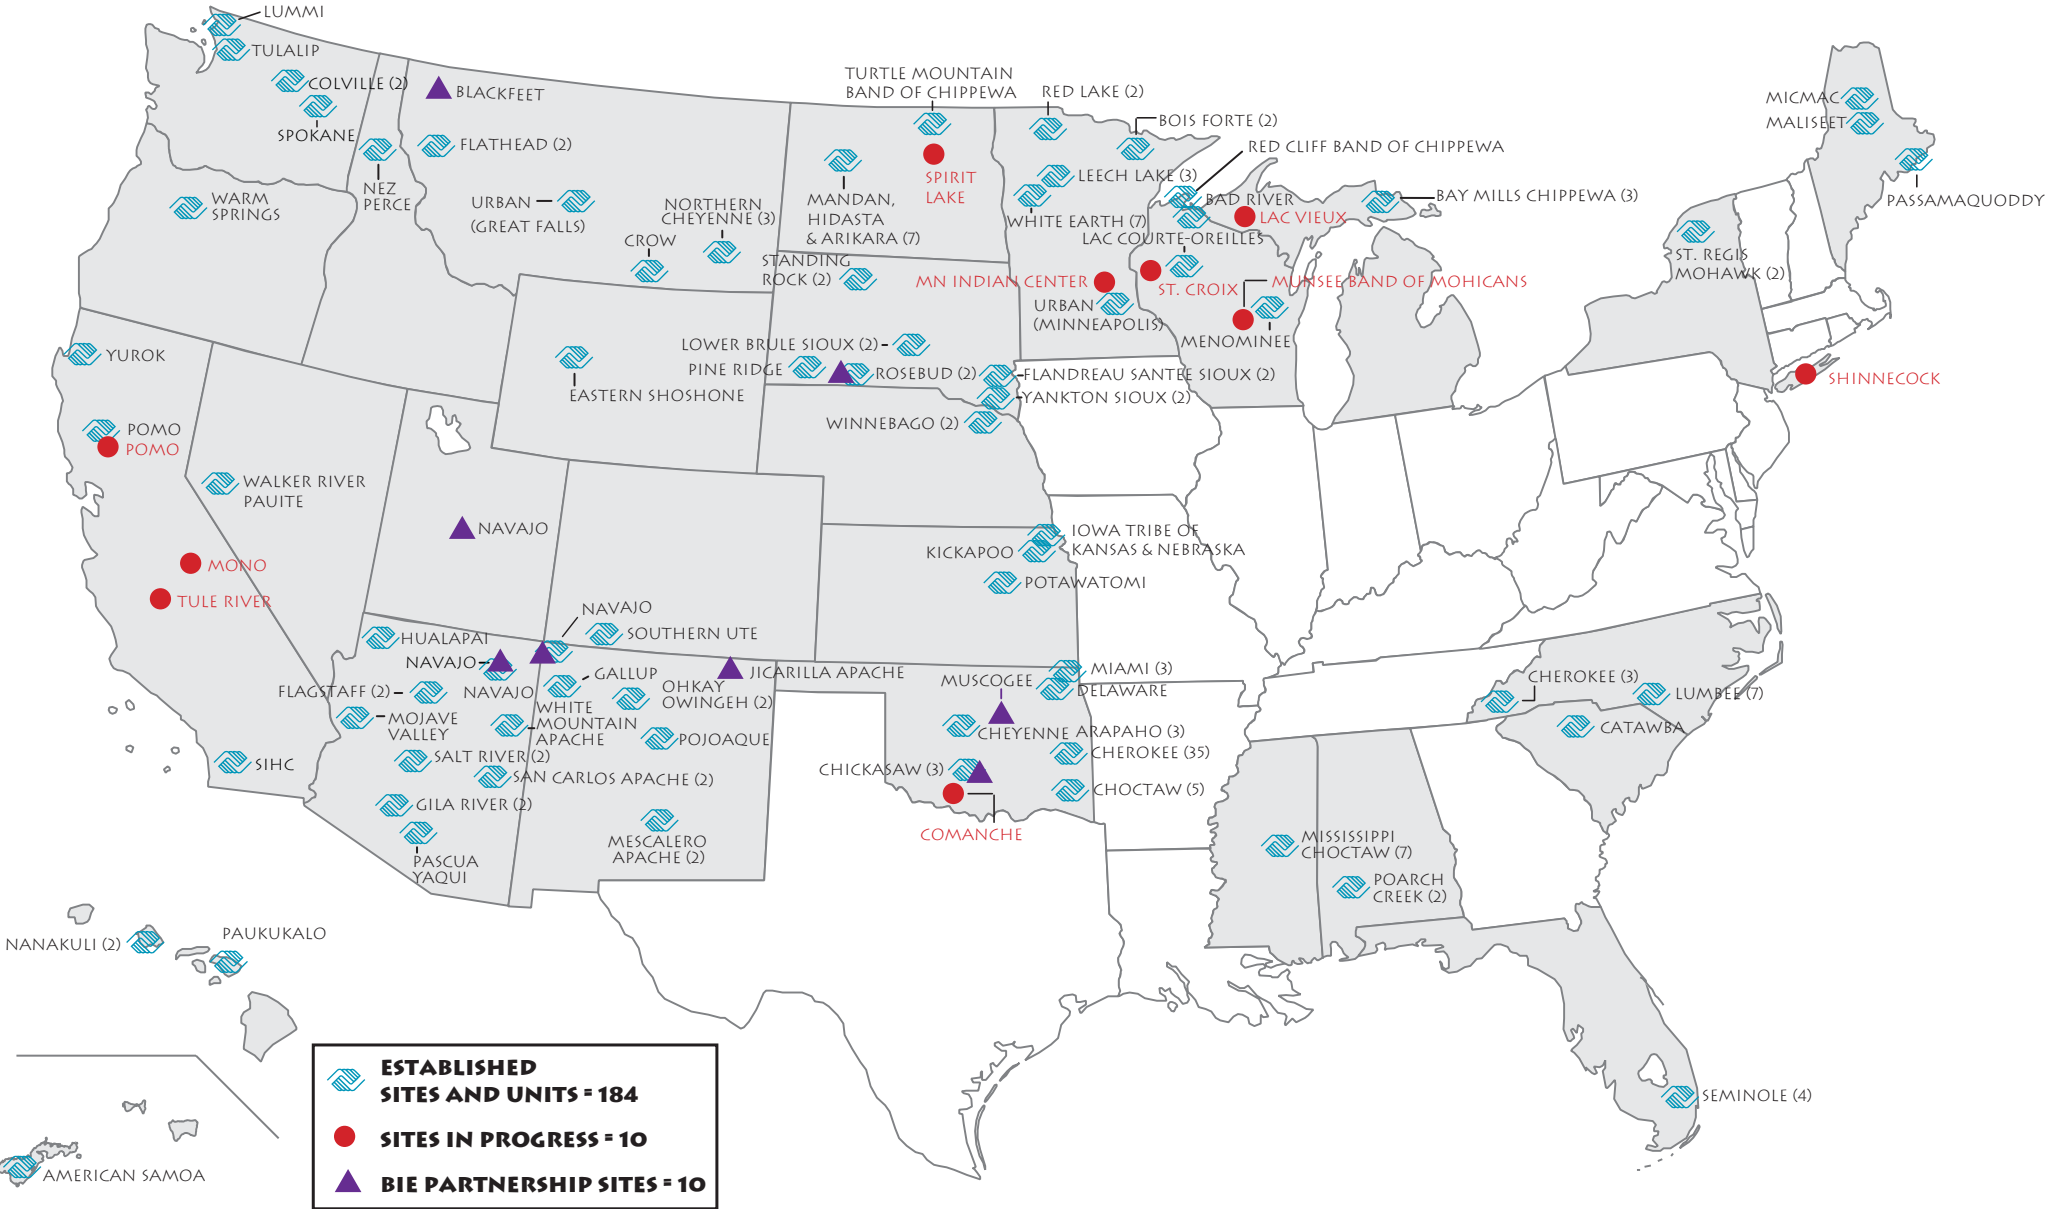 LUMMI
TULALIP
COLVILLE (2)
SPOKANE
NEZ
PERCE
WARM
SPRINGS
BLACKFEET
FLATHEAD (2)
URBAN
(GREAT FALLS)
NORTHERN
CHEYENNE (3)
CROW
TURTLE MOUNTAIN
BAND OF CHIPPEWA
SPIRIT
LAKE
MANDAN,
HIDASTA
& ARIKARA (7)
STANDING
ROCK (2)
RED LAKE (2)
BOIS FORTE (2)
RED CLIFF BAND OF CHIPPEWA
LEECH LAKE (3)
WHITE EARTH (7)
BAD RIVER
LAC VIEUX
BAY MILLS CHIPPEWA (3)
LAC COURTE-OREILLES
MN INDIAN CENTER
ST. CROIX
MUNSEE BAND OF MOHICANS
URBAN
(MINNEAPOLIS)
MENOMINEE
MICMAC
MALISEET
PASSAMAQUODDY
ST. REGIS
MOHAWK (2)
SHINNECOCK
YUROK
POMO
POMO
WALKER RIVER
PAUITE
MONO
TULE RIVER
SIHC
EASTERN SHOSHONE
LOWER BRULE SIOUX (2)
PINE RIDGE
ROSEBUD (2)
FLANDREAU SANTEE SIOUX (2)
YANKTON SIOUX (2)
WINNEBAGO (2)
NAVAJO
IOWA TRIBE OF
KANSAS & NEBRASKA
KICKAPOO
POTAWATOMI
NAVAJO
SOUTHERN UTE
HUALAPAI
NAVAJO
NAVAJO
FLAGSTAFF (2)
MOJAVE
VALLEY
WHITE
MOUNTAIN
APACHE
SALT RIVER (2)
SAN CARLOS APACHE (2)
GILA RIVER (2)
PASCUA
YAQUI
GALLUP
OHKAY
OWINGEH (2)
JICARILLA APACHE
POJOAQUE
MESCALERO
APACHE (2)
MUSCOGEE
MIAMI (3)
DELAWARE
CHEYENNE ARAPAHO (3)
CHEROKEE (35)
CHICKASAW (3)
CHOCTAW (5)
COMANCHE
CHEROKEE (3)
LUMBEE (7)
CATAWBA
MISSISSIPPI
CHOCTAW (7)
POARCH
CREEK (2)
SEMINOLE (4)
NANAKULI (2)
PAUKUKALO
AMERICAN SAMOA
ESTABLISHED
SITES AND UNITS = 184
SITES IN PROGRESS = 10
BIE PARTNERSHIP SITES = 10